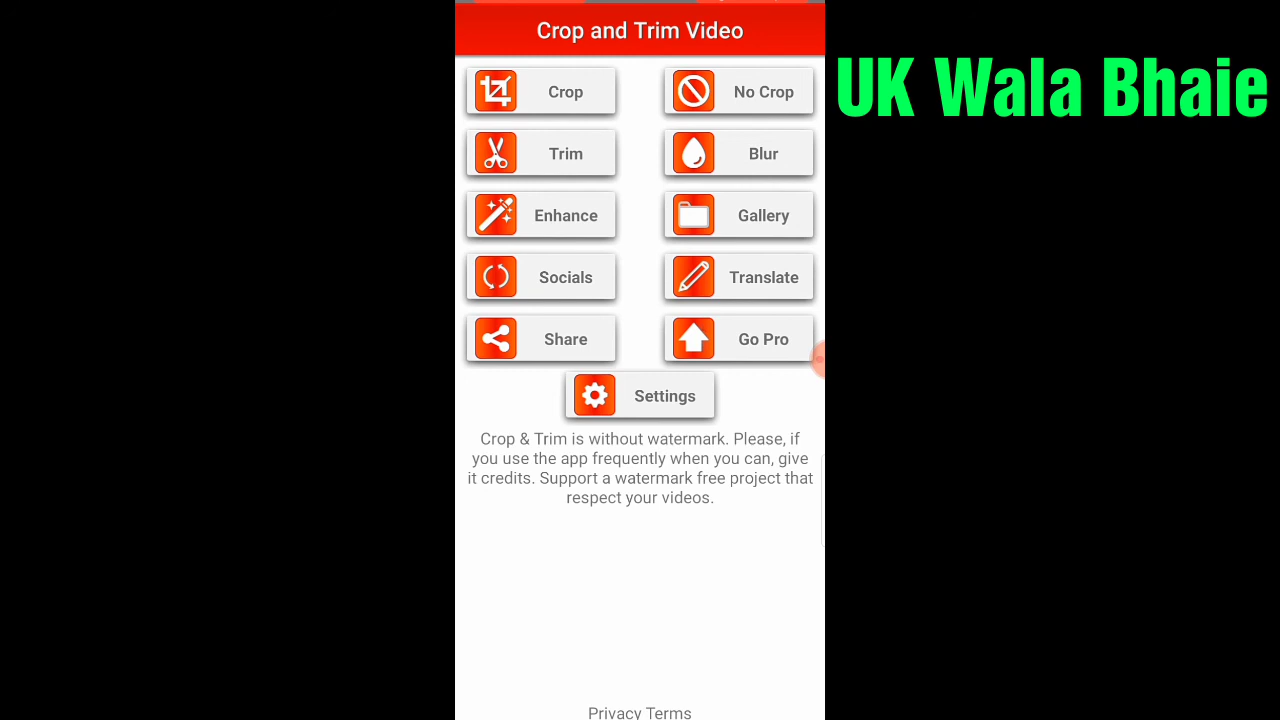 Crop and Trim Video
UK Wala Bhaie
Crop
No Crop
Trim
Blur
Enhance
Gallery
Socials
Translate
Share
Go Pro
Settings
Crop & Trim is without watermark. Please, if
you use the app frequently when you can, give
it credits. Support a watermark free project that
respect your videos.
Privacy Terms